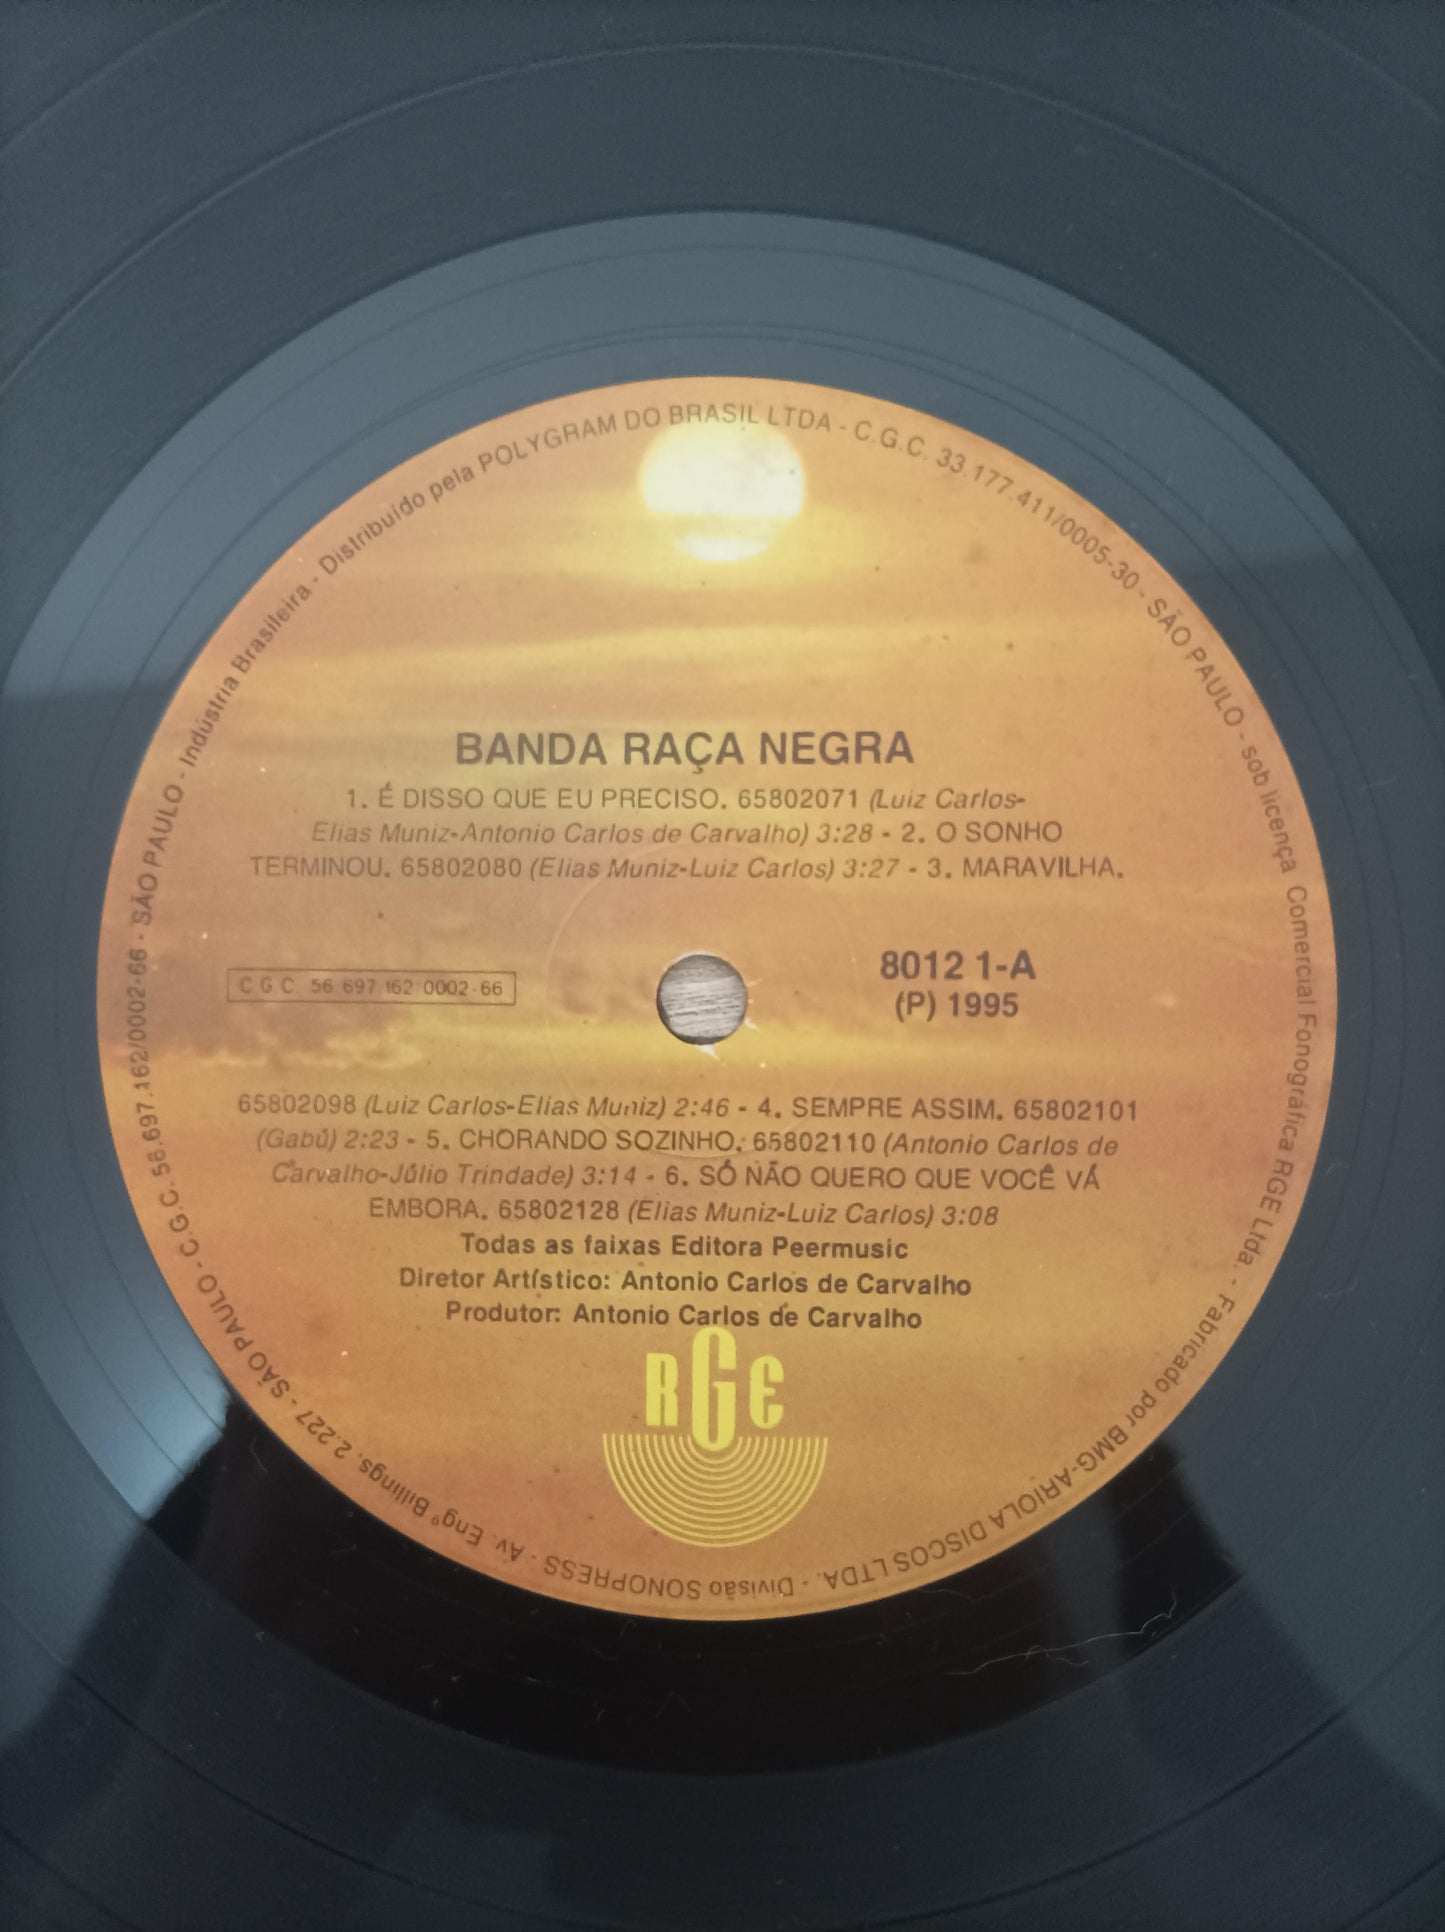 BANDA RAÇA NEGRA
1. É DISSO QUE EU PRECISO. 65802071 (Luiz Carlos-
Elias Muniz-Antonio Carlos de Carvalho) 3:28 - 2. O SONHO
TERMINOU. 65802080 (Elias Muniz-Luiz Carlos) 3:27 - 3. MARAVILHA.
C G C 56 697 162 0002-66
8012 1-A
(P) 1995
65802098 (Luiz Carlos-Elias Muniz) 2:46 - 4. SEMPRE ASSIM. 65802101
(Gabú) 2:23 - 5. CHORANDO SOZINHO. 65802110 (Antonio Carlos de
Carvalho-Júlio Trindade) 3:14 - 6. SÓ NÃO QUERO QUE VOCÊ VÁ
EMBORA. 65802128 (Elias Muniz-Luiz Carlos) 3:08
Todas as faixas Editora Peermusic
Diretor Artístico: Antonio Carlos de Carvalho
Produtor: Antonio Carlos de Carvalho
RGE
sob licença Comercial Fonográfica RGE Ltda. - Fabricado por BMG-ARIOLA DISCOS LTDA. - Divisão SONOPRESS - Av. Engº Billings, 2.227 - SÃO PAULO - C.G.C. 56.697.162/0002-66 - SÃO PAULO - Indústria Brasileira - Distribuído pela POLYGRAM DO BRASIL LTDA - C.G.C. 33.177.411/0005-30 - SÃO PAULO -